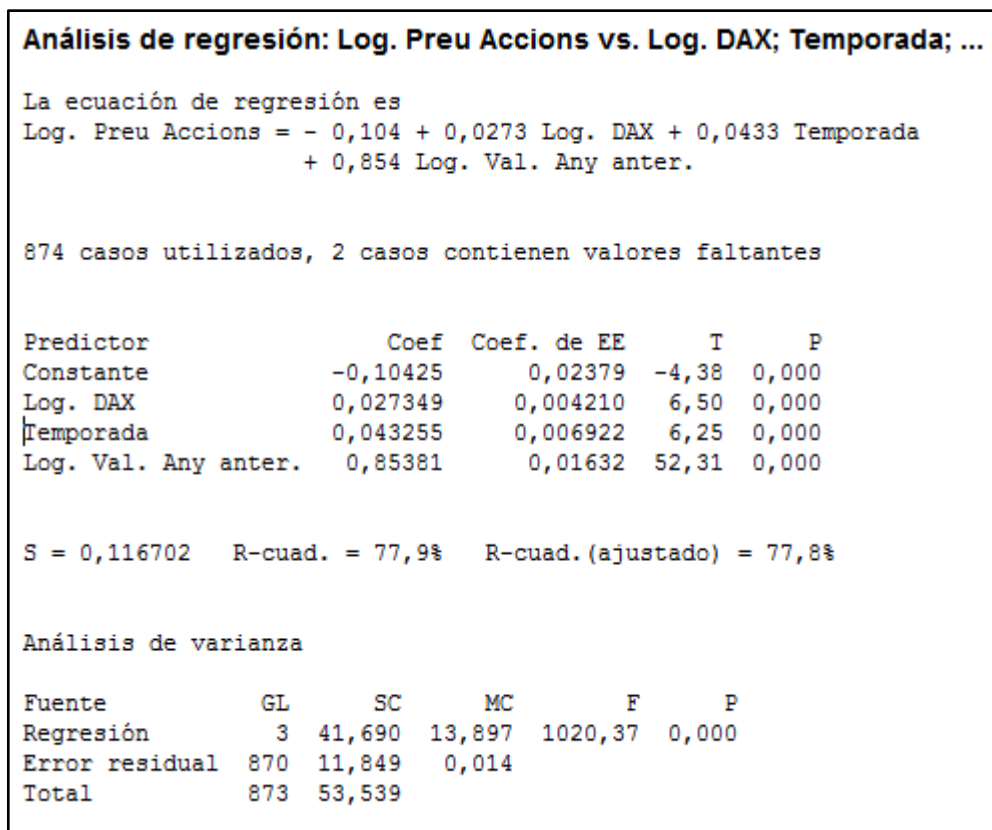 Análisis de regresión: Log. Preu Accions vs. Log. DAX; Temporada; ...
La ecuación de regresión es
Log. Preu Accions = - 0,104 + 0,0273 Log. DAX + 0,0433 Temporada
+ 0,854 Log. Val. Any anter.
874 casos utilizados, 2 casos contienen valores faltantes
Predictor Coef Coef. de EE T P
Constante -0,10425 0,02379 -4,38 0,000
Log. DAX 0,027349 0,004210 6,50 0,000
Temporada 0,043255 0,006922 6,25 0,000
Log. Val. Any anter. 0,85381 0,01632 52,31 0,000
S = 0,116702 R-cuad. = 77,9% R-cuad.(ajustado) = 77,8%
Análisis de varianza
Fuente GL SC MC F P
Regresión 3 41,690 13,897 1020,37 0,000
Error residual 870 11,849 0,014
Total 873 53,539